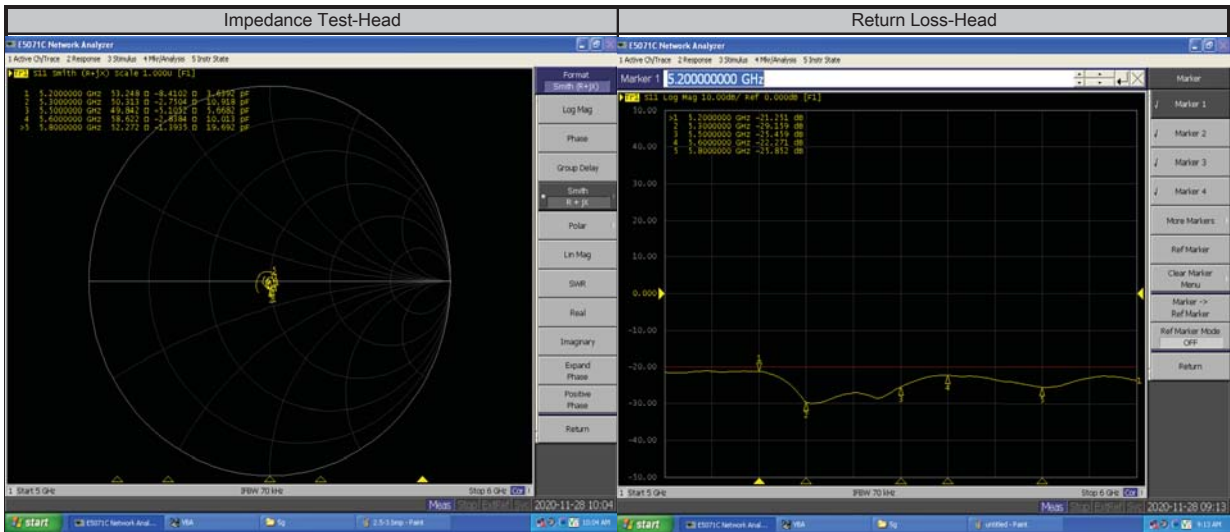 Impedance Test-Head
Return Loss-Head
E5071C Network Analyzer
1 Active Ch/Trace 2 Response 3 Stimulus 4 Mkr/Analysis 5 Instr State
Tr1 S11 Smith (R+jX) Scale 1.000U [F1]
1 5.2000000 GHz 53.248 Ω -8.4102 Ω 3.6392 pF
2 5.3000000 GHz 50.313 Ω -2.7504 Ω 10.918 pF
3 5.5000000 GHz 49.842 Ω -5.1052 Ω 5.6682 pF
4 5.6000000 GHz 58.622 Ω -2.8384 Ω 10.013 pF
>5 5.8000000 GHz 52.272 Ω -1.3935 Ω 19.692 pF
Format
Smith (R+jX)
Log Mag
Phase
Group Delay
Smith
R + jX
Polar
Lin Mag
SWR
Real
Imaginary
Expand
Phase
Positive
Phase
Return
1 Start 5 GHz IFBW 70 kHz Stop 6 GHz Cor
Meas Stop ExtRef Svc 2020-11-28 10:04
start E5071C Network Anal... VBA 5g 2.5-3.bmp - Paint 10:04 AM
E5071C Network Analyzer
1 Active Ch/Trace 2 Response 3 Stimulus 4 Mkr/Analysis 5 Instr State
Marker 1 5.200000000 GHz
Tr1 S11 Log Mag 10.00dB/ Ref 0.000dB [F1]
50.00
>1 5.2000000 GHz -21.251 dB
2 5.3000000 GHz -29.159 dB
3 5.5000000 GHz -25.459 dB
4 5.6000000 GHz -22.271 dB
5 5.8000000 GHz -25.852 dB
40.00
30.00
20.00
10.00
0.000
-10.00
-20.00
-30.00
-40.00
-50.00
Marker
Marker 1
Marker 2
Marker 3
Marker 4
More Markers
Ref Marker
Clear Marker
Menu
Marker ->
Ref Marker
Ref Marker Mode
OFF
Return
1 Start 5 GHz IFBW 70 kHz Stop 6 GHz Cor
Meas Stop ExtRef Svc 2020-11-28 09:13
start E5071C Network Anal... VBA 5g untitled - Paint 9:13 AM